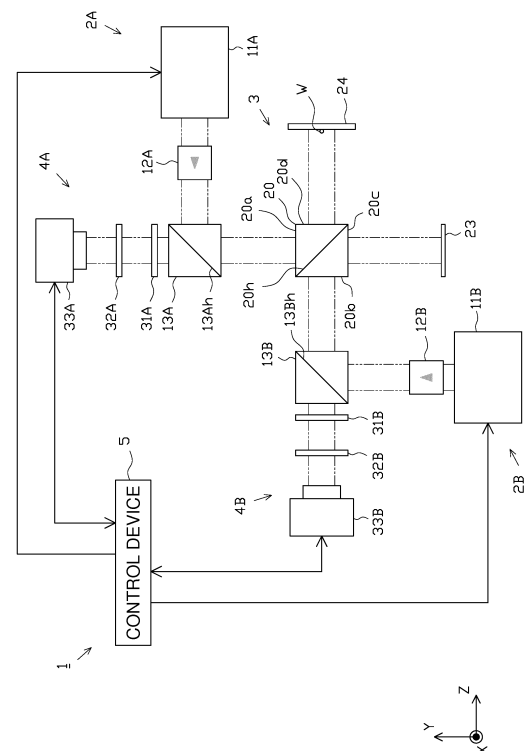 2A
11A
3
W
24
12A
4A
20a
20
20d
20c
23
33A
32A
31A
13A
13Ah
20h
20b
13B
13Bh
12B
11B
31B
32B
4B
33B
2B
5
CONTROL DEVICE
1
Y
Z
X